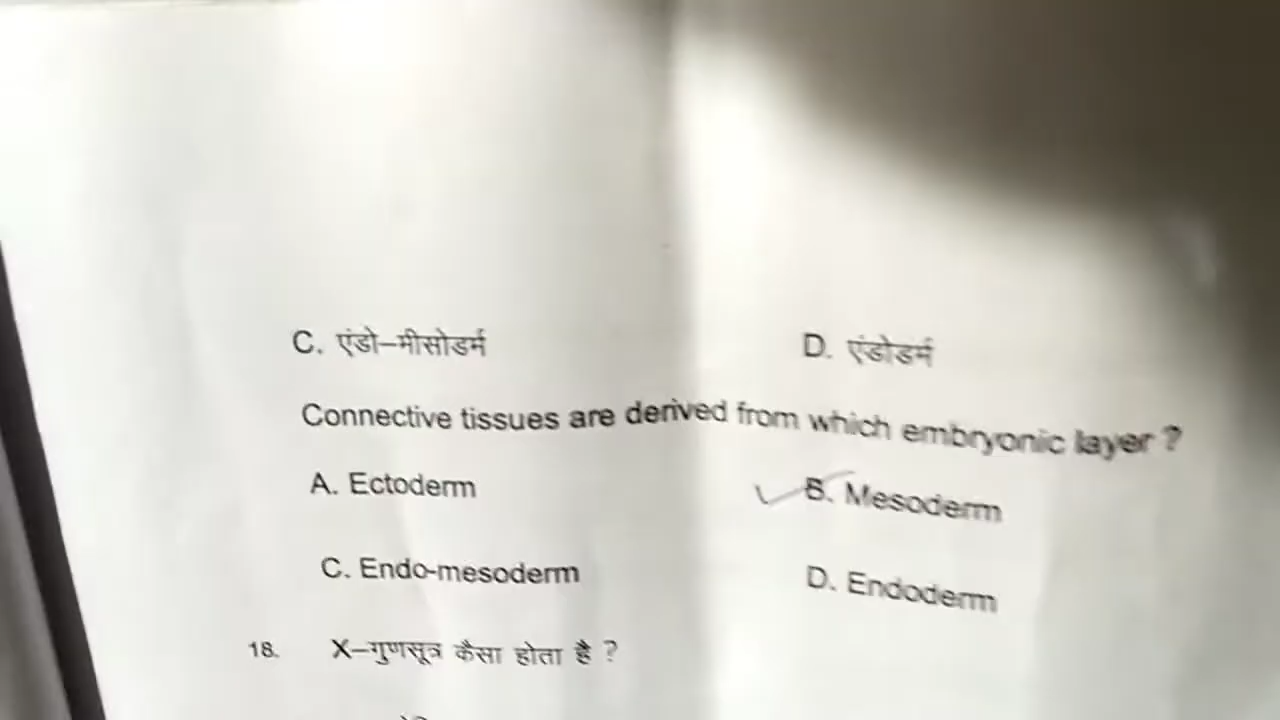 C. एंडो–मीसोडर्म D. एंडोडर्म
Connective tissues are derived from which embryonic layer ?
A. Ectoderm B. Mesoderm
C. Endo-mesoderm D. Endoderm
18. X–गुणसूत्र कैसा होता है ?